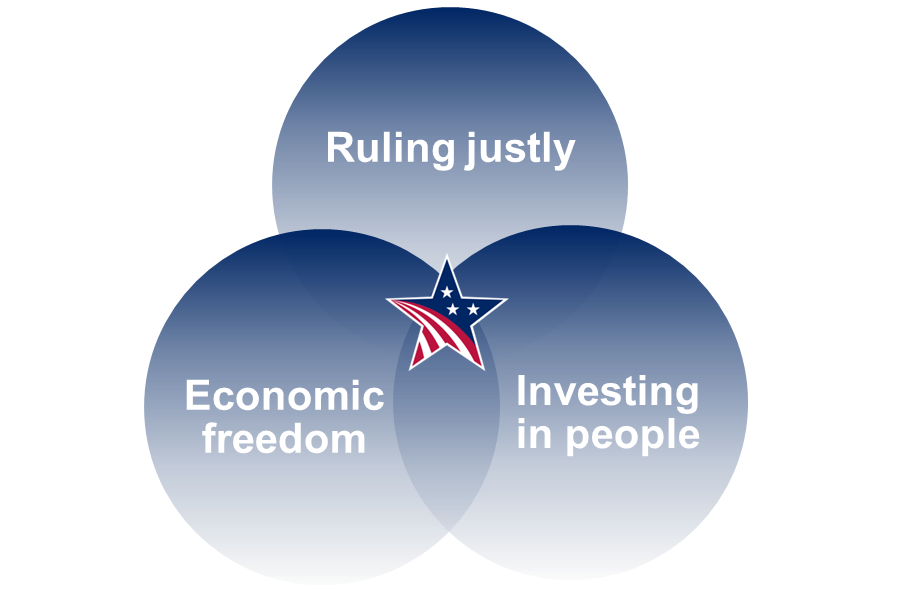 Ruling justly
Economic
freedom
Investing
in people